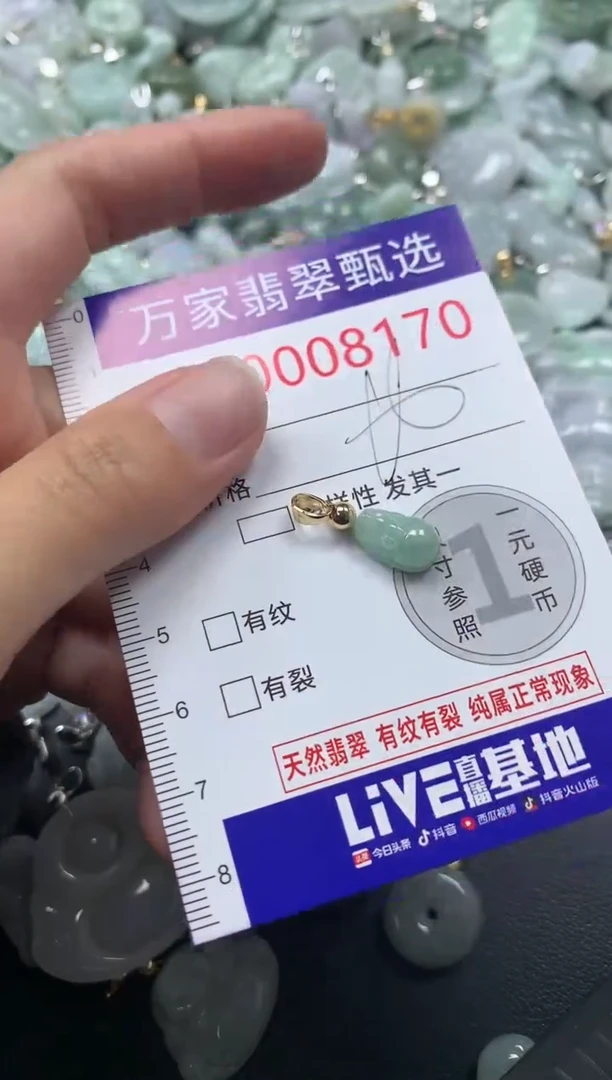 0
万家翡翠甄选
0008170
价格
样性 发其一
4
一元硬币
寸参照
1
5
有纹
6
有裂
天然翡翠 有纹有裂 纯属正常现象
7
LiVE直播基地
8
头条 今日头条 抖音 西瓜视频 抖音火山版